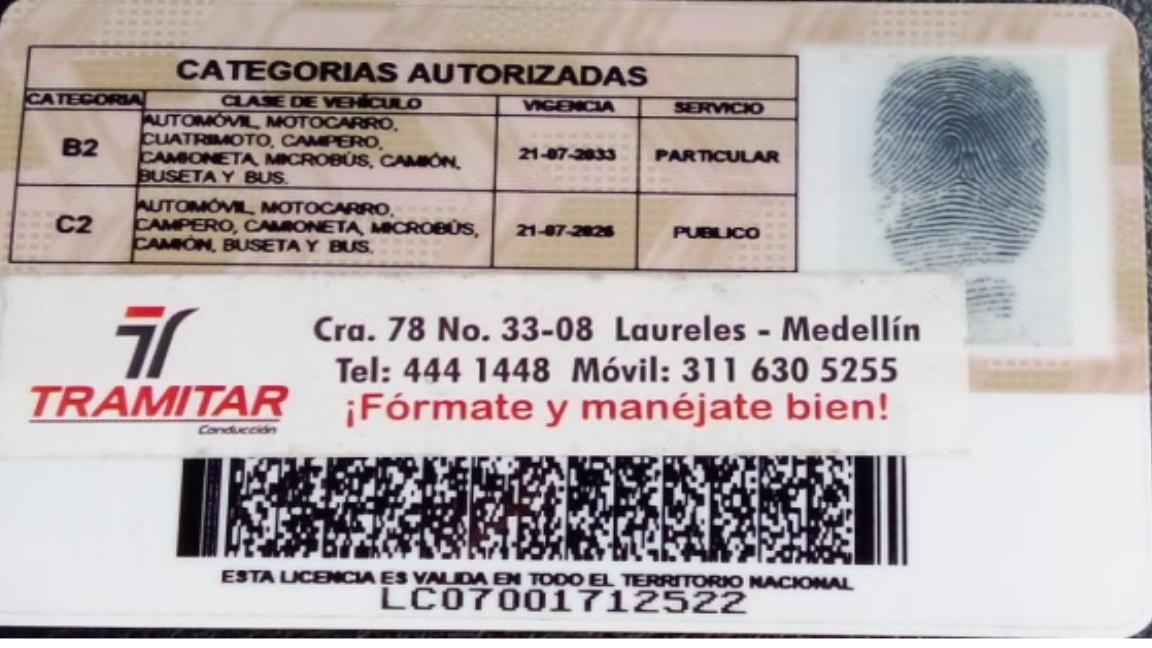 CATEGORIAS AUTORIZADAS
CATEGORIA CLASE DE VEHÍCULO VIGENCIA SERVICIO
B2
AUTOMÓVIL, MOTOCARRO,
CUATRIMOTO, CAMPERO,
CAMIONETA, MICROBÚS, CAMIÓN,
BUSETA Y BUS.
21-07-2033 PARTICULAR
C2
AUTOMÓVIL, MOTOCARRO,
CAMPERO, CAMIONETA, MICROBÚS,
CAMIÓN, BUSETA Y BUS.
21-07-2026 PUBLICO
TRAMITAR
Conducción
Cra. 78 No. 33-08 Laureles - Medellín
Tel: 444 1448 Móvil: 311 630 5255
¡Fórmate y manéjate bien!
ESTA LICENCIA ES VALIDA EN TODO EL TERRITORIO NACIONAL
LC07001712522